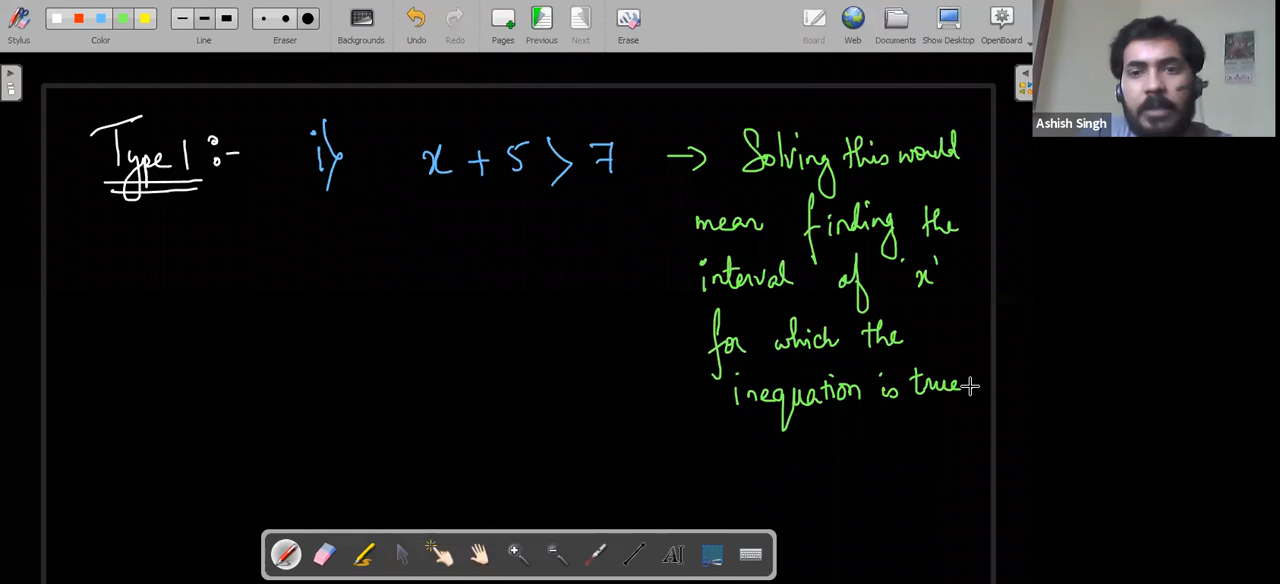 Stylus Color Line Eraser Backgrounds Undo Redo Pages Previous Next Erase Board Web Documents Show Desktop OpenBoard
Ashish Singh
Type 1 :- i> x + 5 > 7 → Solving this would
mean finding the
interval of 'x'
for which the
inequation is true